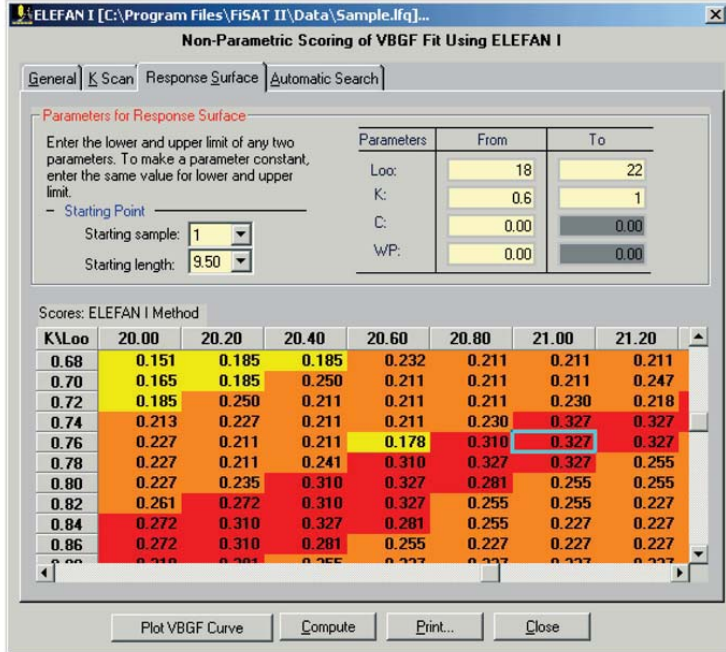 ELEFAN I [C:\Program Files\FiSAT II\Data\Sample.lfq]...
Non-Parametric Scoring of VBGF Fit Using ELEFAN I
General K Scan Response Surface Automatic Search
Parameters for Response Surface
Enter the lower and upper limit of any two
parameters. To make a parameter constant,
enter the same value for lower and upper
limit.
Starting Point
Starting sample: 1
Starting length: 9.50
Parameters From To
Loo: 18 22
K: 0.6 1
C: 0.00 0.00
WP: 0.00 0.00
Scores: ELEFAN I Method
K\Loo 20.00 20.20 20.40 20.60 20.80 21.00 21.20
0.68 0.151 0.185 0.185 0.232 0.211 0.211 0.211
0.70 0.165 0.185 0.250 0.211 0.211 0.211 0.247
0.72 0.185 0.250 0.211 0.211 0.211 0.230 0.218
0.74 0.213 0.227 0.211 0.211 0.230 0.327 0.327
0.76 0.227 0.211 0.211 0.178 0.310 0.327 0.327
0.78 0.227 0.211 0.241 0.310 0.327 0.327 0.255
0.80 0.227 0.235 0.310 0.327 0.281 0.255 0.255
0.82 0.261 0.272 0.310 0.327 0.255 0.255 0.227
0.84 0.272 0.310 0.327 0.281 0.255 0.227 0.227
0.86 0.272 0.310 0.281 0.255 0.227 0.227 0.227
Plot VBGF Curve Compute Print... Close